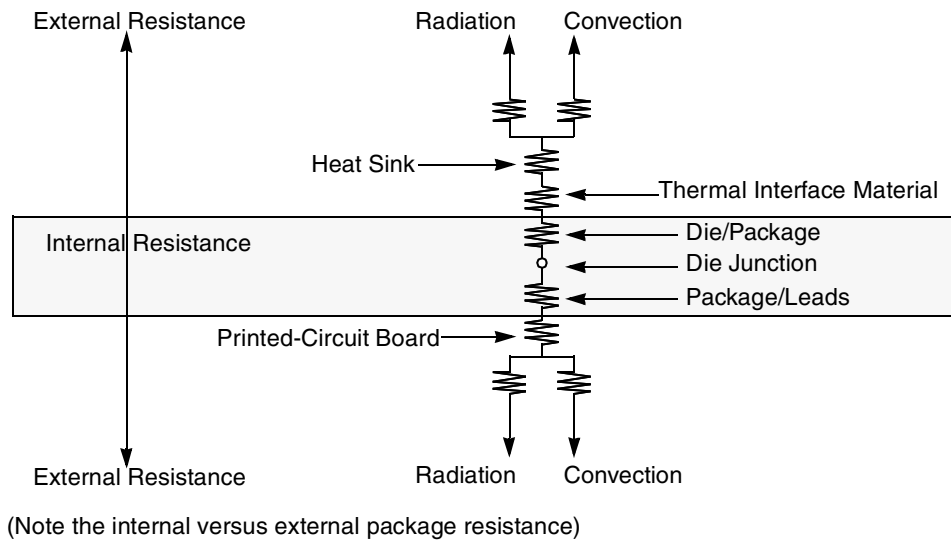 External Resistance
Radiation
Convection
Heat Sink
Thermal Interface Material
Internal Resistance
Die/Package
Die Junction
Package/Leads
Printed-Circuit Board
External Resistance
Radiation
Convection
(Note the internal versus external package resistance)